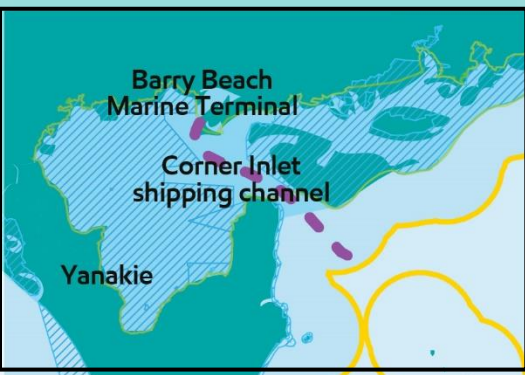 Barry Beach
Marine Terminal
Corner Inlet
shipping channel
Yanakie